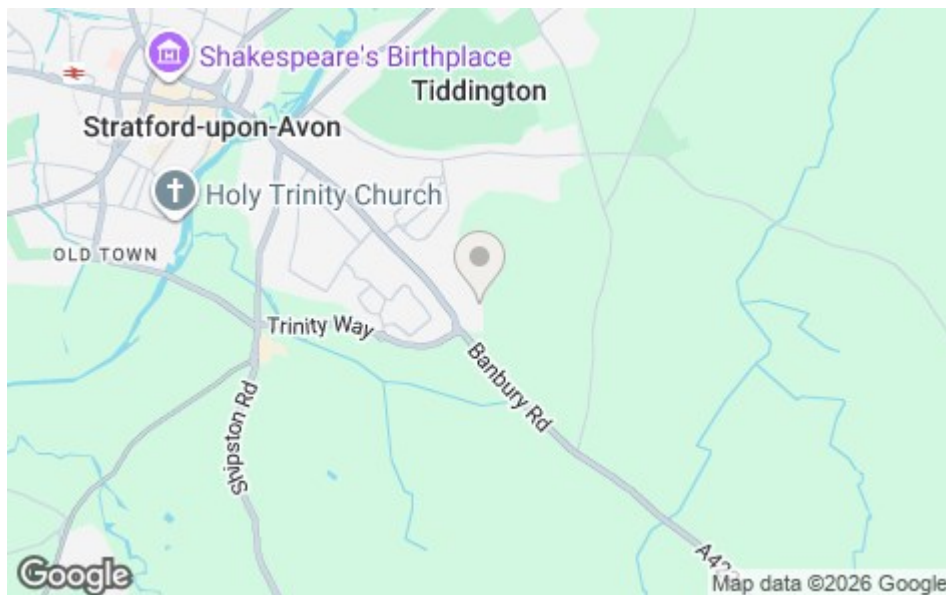 Shakespeare's Birthplace
Tiddington
Stratford-upon-Avon
Holy Trinity Church
OLD TOWN
Trinity Way
Banbury Rd
Shipston Rd
Google
Map data ©2026 Google